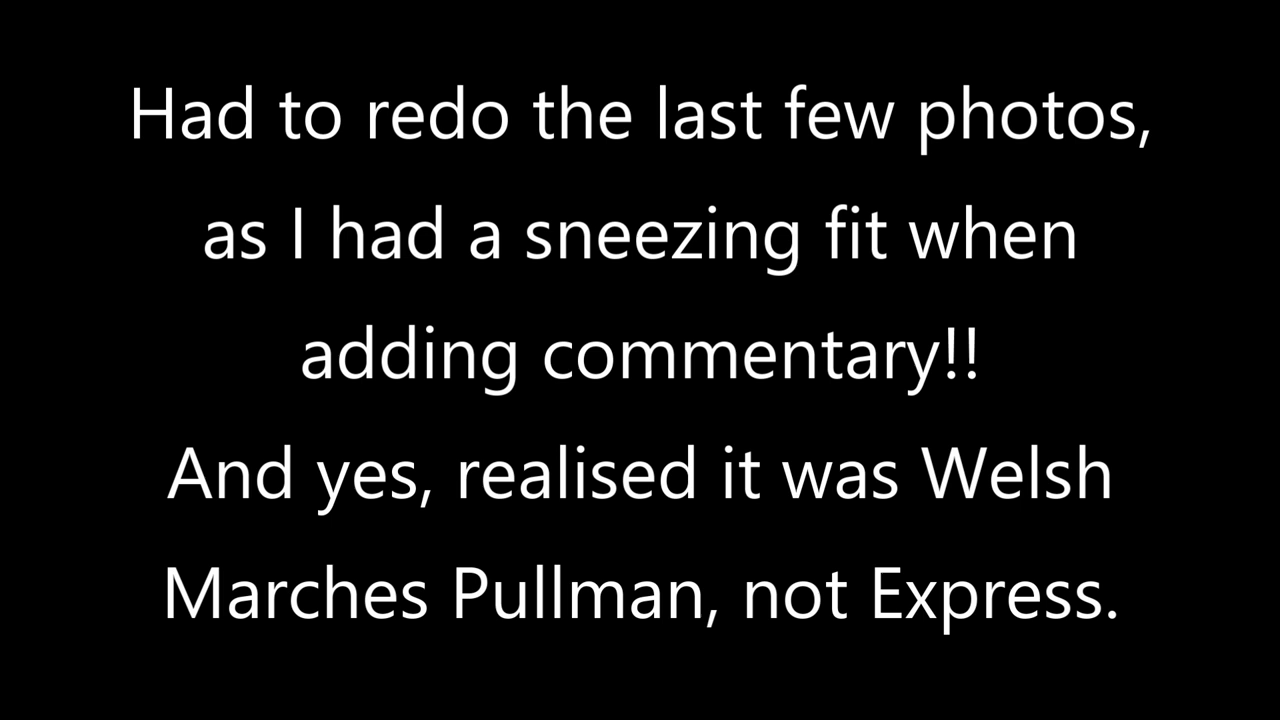 Had to redo the last few photos,
as I had a sneezing fit when
adding commentary!!
And yes, realised it was Welsh
Marches Pullman, not Express.